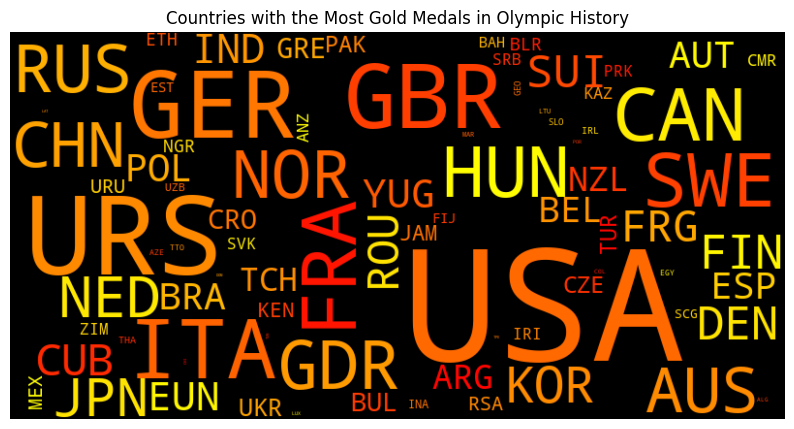 Countries with the Most Gold Medals in Olympic History
RUS
ETH
IND
GRE
PAK
BAH
BLR
SRB
SUI
PRK
AUT
CMR
GER
EST
GBR
GEO
KAZ
CAN
CHN
NGR
ANZ
LTU
SLO
IRL
POL
NOR
HUN
NZL
SWE
URU
UZB
YUG
BEL
URS
CRO
FRA
ROU
FIJ
JAM
TUR
FRG
SVK
AZE
TTO
FIN
NED
BRA
TCH
USA
CZE
COL
EGY
ESP
KEN
SCG
DEN
ZIM
ITA
IRI
THA
CUB
GDR
ARG
KOR
AUS
MEX
JPN
EUN
UKR
LUX
BUL
INA
RSA
ALG